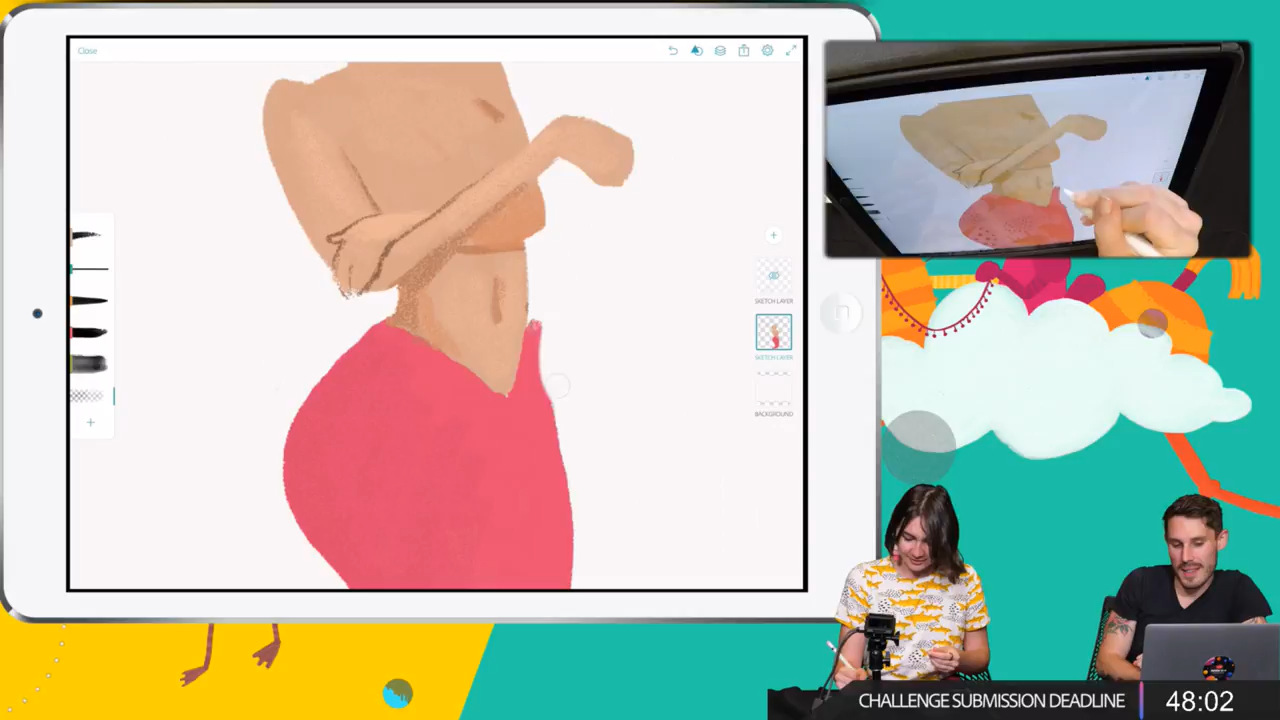 Close
SKETCH LAYER
SKETCH LAYER
BACKGROUND
CHALLENGE SUBMISSION DEADLINE 48:02